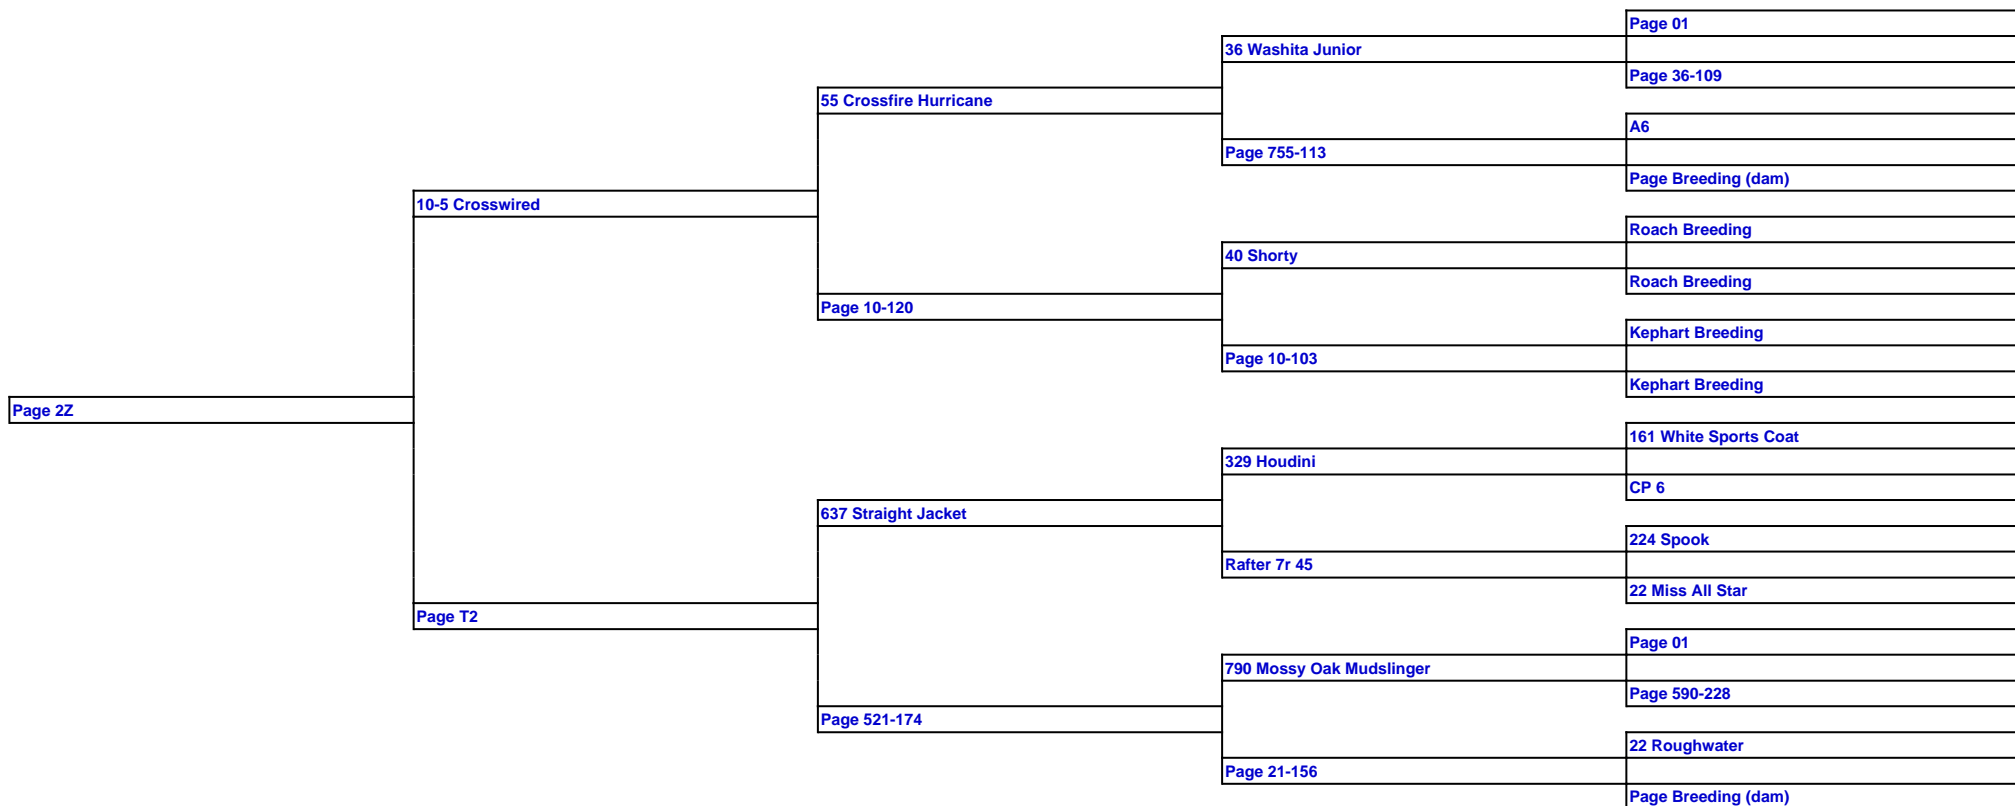 Page 01
36 Washita Junior
Page 36-109
55 Crossfire Hurricane
A6
Page 755-113
Page Breeding (dam)
10-5 Crosswired
Roach Breeding
40 Shorty
Roach Breeding
Page 10-120
Kephart Breeding
Page 10-103
Kephart Breeding
Page 2Z
161 White Sports Coat
329 Houdini
CP 6
637 Straight Jacket
224 Spook
Rafter 7r 45
22 Miss All Star
Page T2
Page 01
790 Mossy Oak Mudslinger
Page 590-228
Page 521-174
22 Roughwater
Page 21-156
Page Breeding (dam)